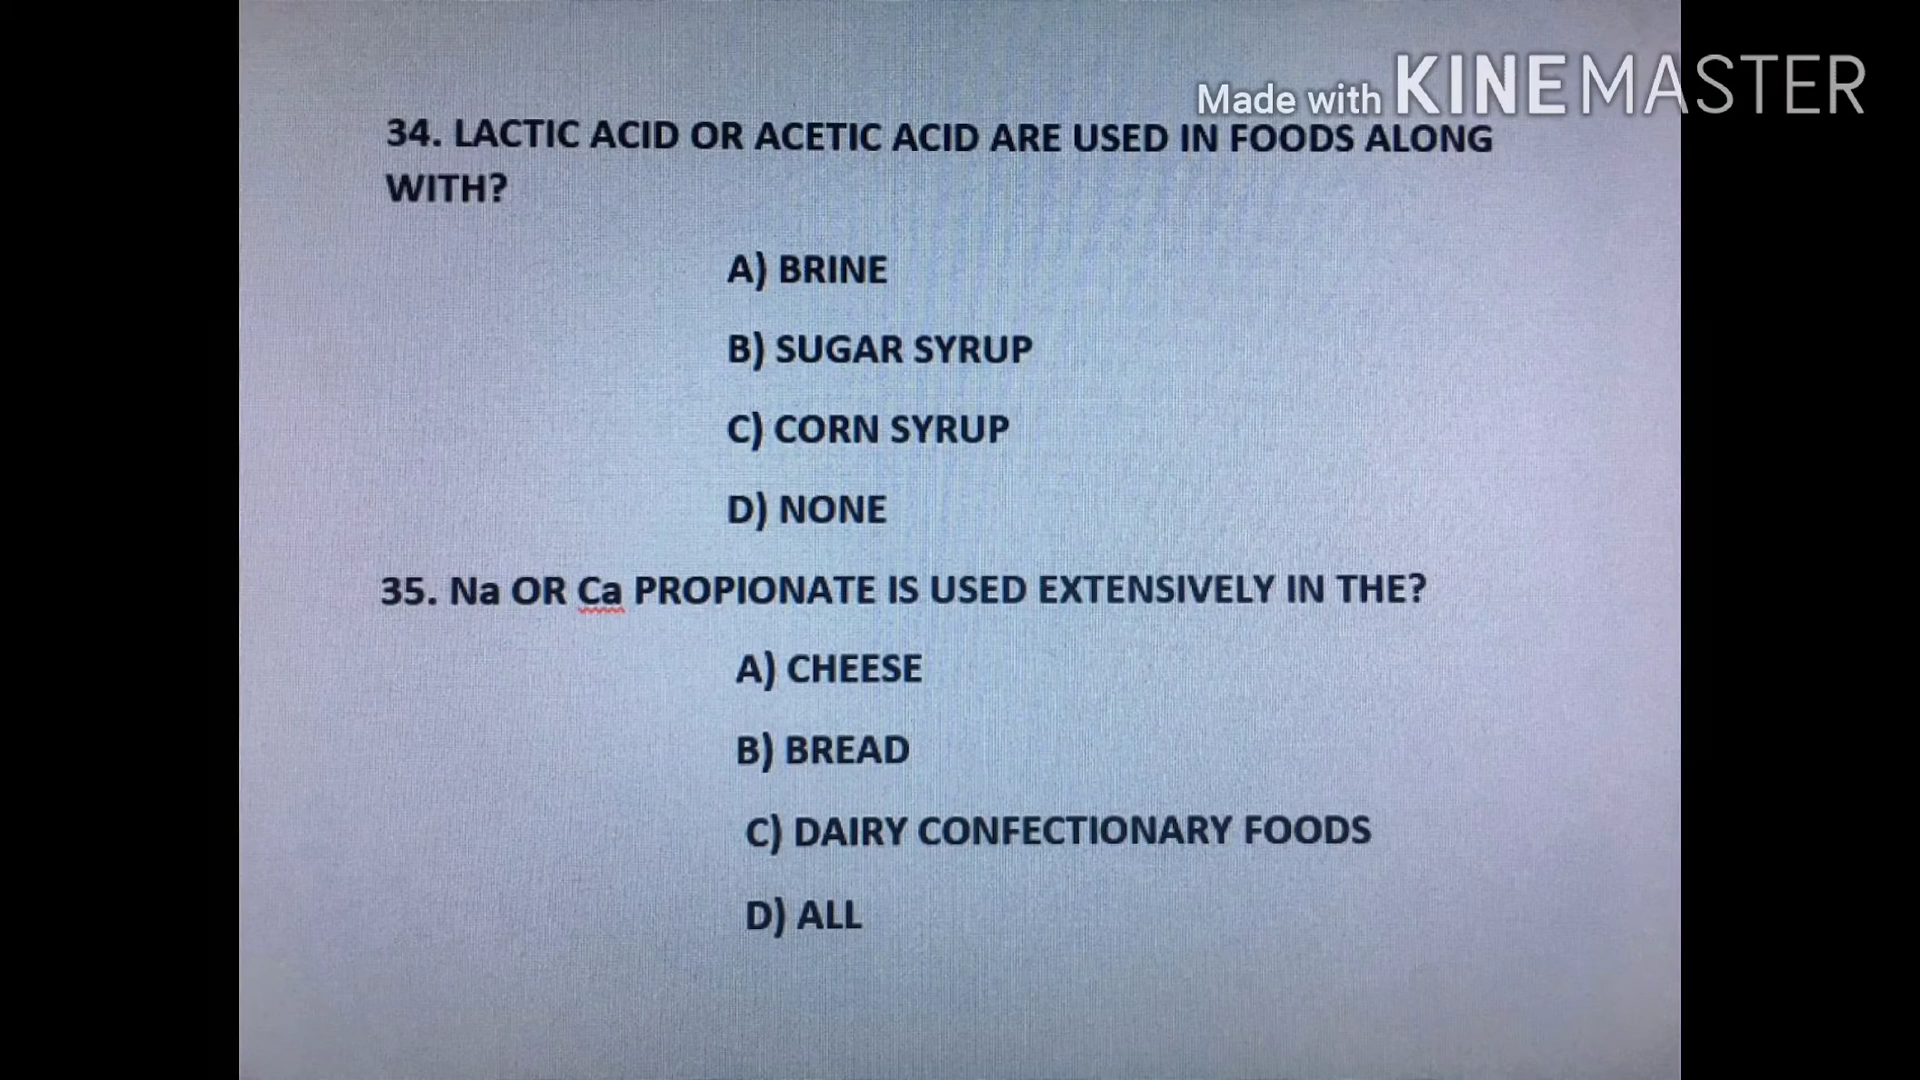 Made with KINEMASTER
34. LACTIC ACID OR ACETIC ACID ARE USED IN FOODS ALONG
WITH?
A) BRINE
B) SUGAR SYRUP
C) CORN SYRUP
D) NONE
35. Na OR Ca PROPIONATE IS USED EXTENSIVELY IN THE?
A) CHEESE
B) BREAD
C) DAIRY CONFECTIONARY FOODS
D) ALL